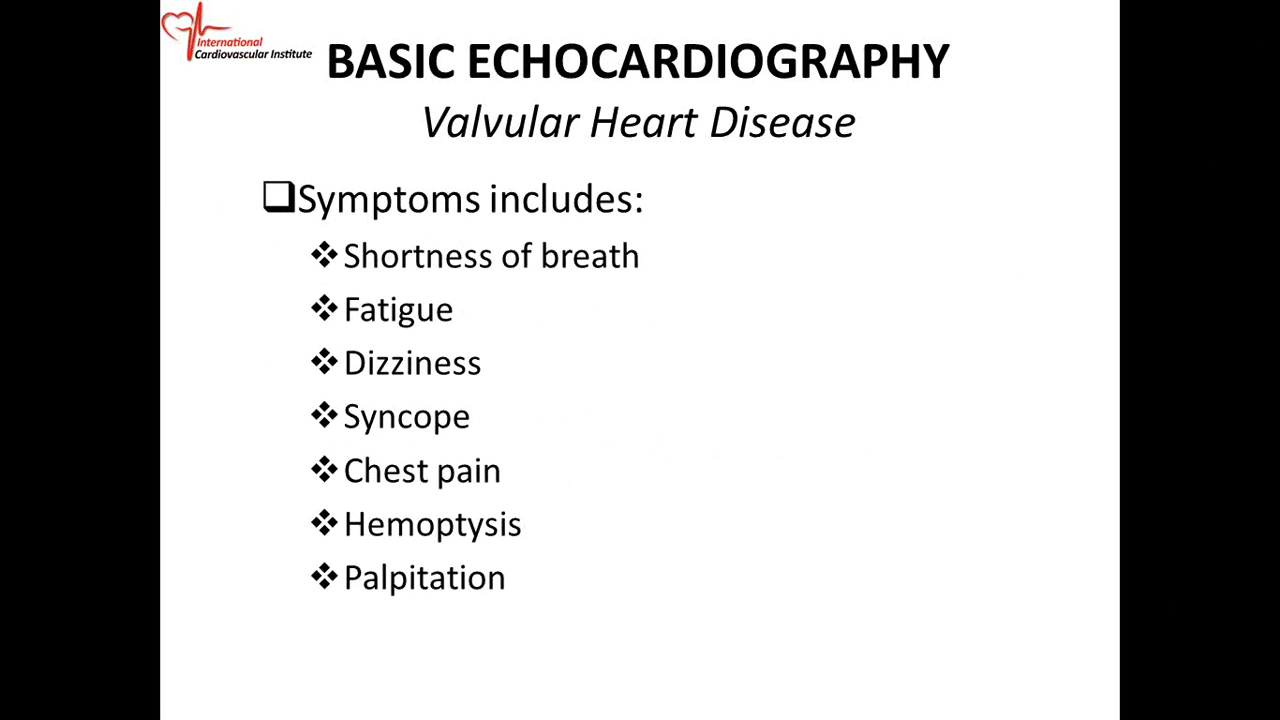 International
Cardiovascular Institute
BASIC ECHOCARDIOGRAPHY
Valvular Heart Disease
Symptoms includes:
Shortness of breath
Fatigue
Dizziness
Syncope
Chest pain
Hemoptysis
Palpitation